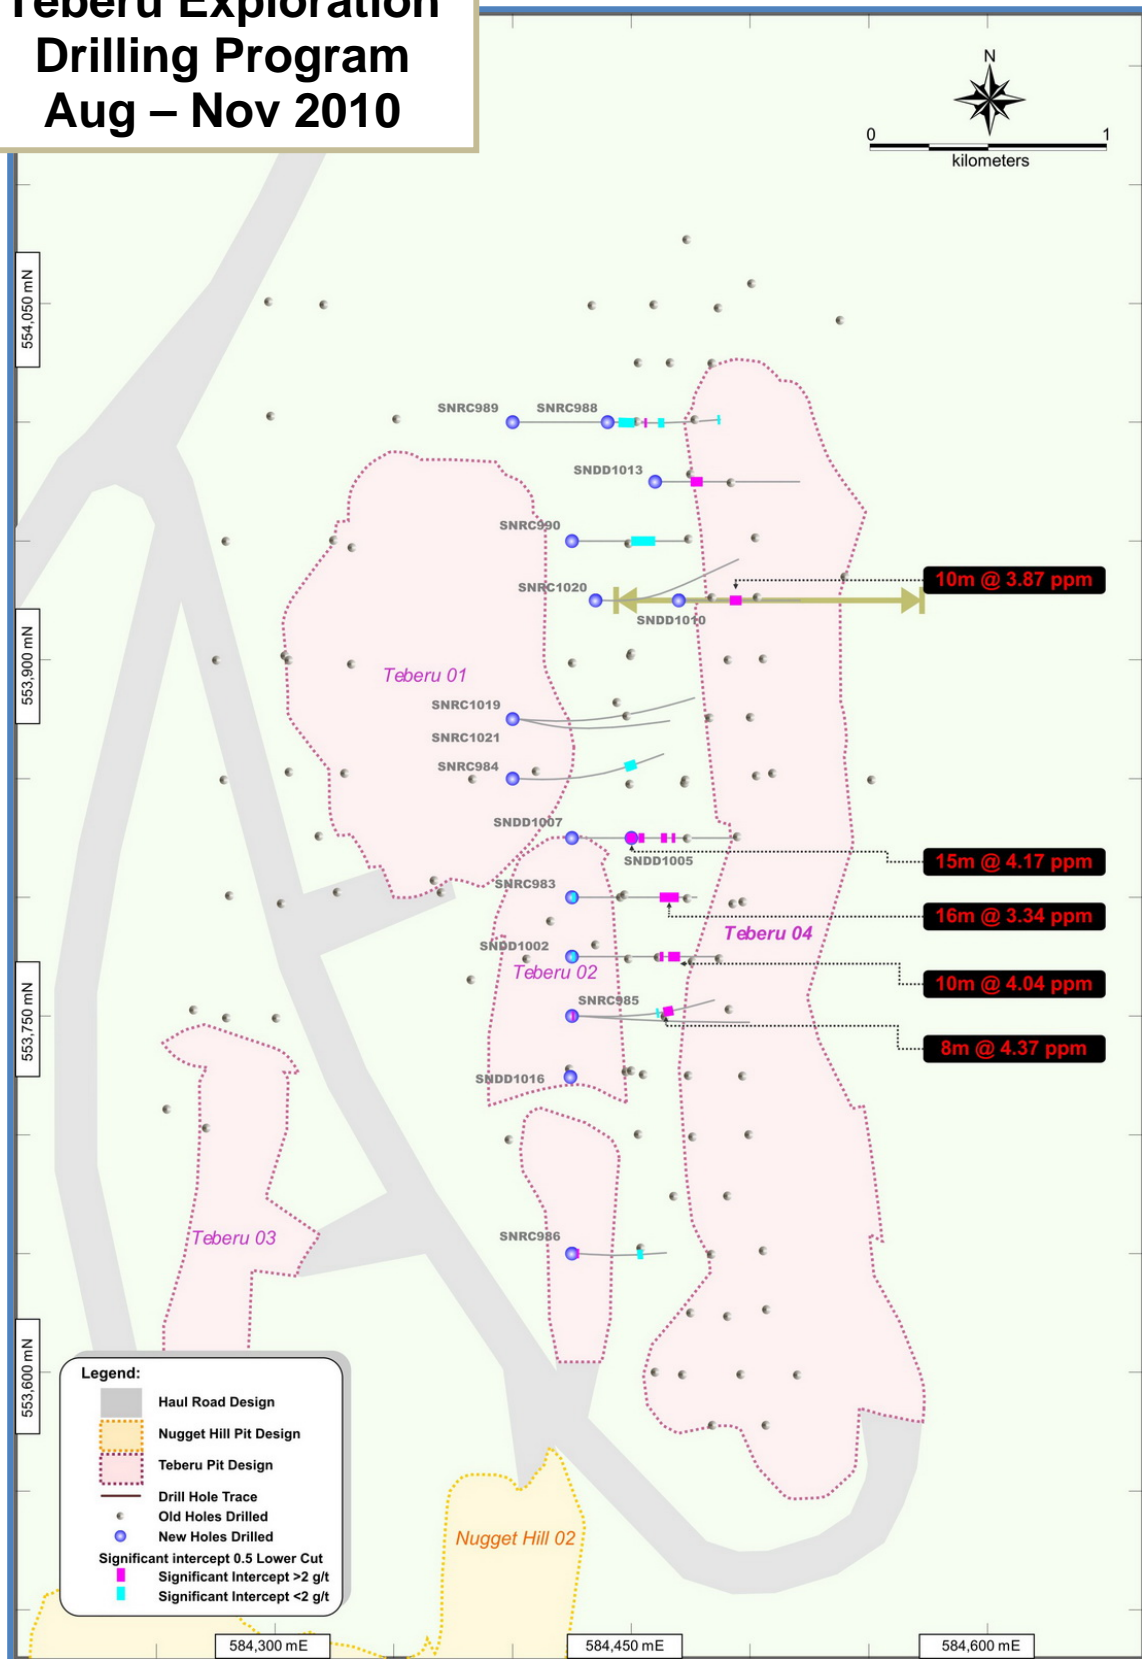 Teberu Exploration
Drilling Program
Aug – Nov 2010
N
0 1
kilometers
554,050 mN
SNRC989 SNRC988
SNDD1013
SNRC990
SNRC1020
10m @ 3.87 ppm
SNDD1010
553,900 mN
Teberu 01
SNRC1019
SNRC1021
SNRC984
SNDD1007
SNDD1005
15m @ 4.17 ppm
SNRC983
16m @ 3.34 ppm
Teberu 04
SNDD1002
Teberu 02
10m @ 4.04 ppm
SNRC985
553,750 mN
8m @ 4.37 ppm
SNDD1016
SNRC986
Teberu 03
553,600 mN
Legend:
Haul Road Design
Nugget Hill Pit Design
Teberu Pit Design
Drill Hole Trace
Old Holes Drilled
New Holes Drilled
Significant intercept 0.5 Lower Cut
Significant Intercept >2 g/t
Significant Intercept <2 g/t
Nugget Hill 02
584,300 mE 584,450 mE 584,600 mE